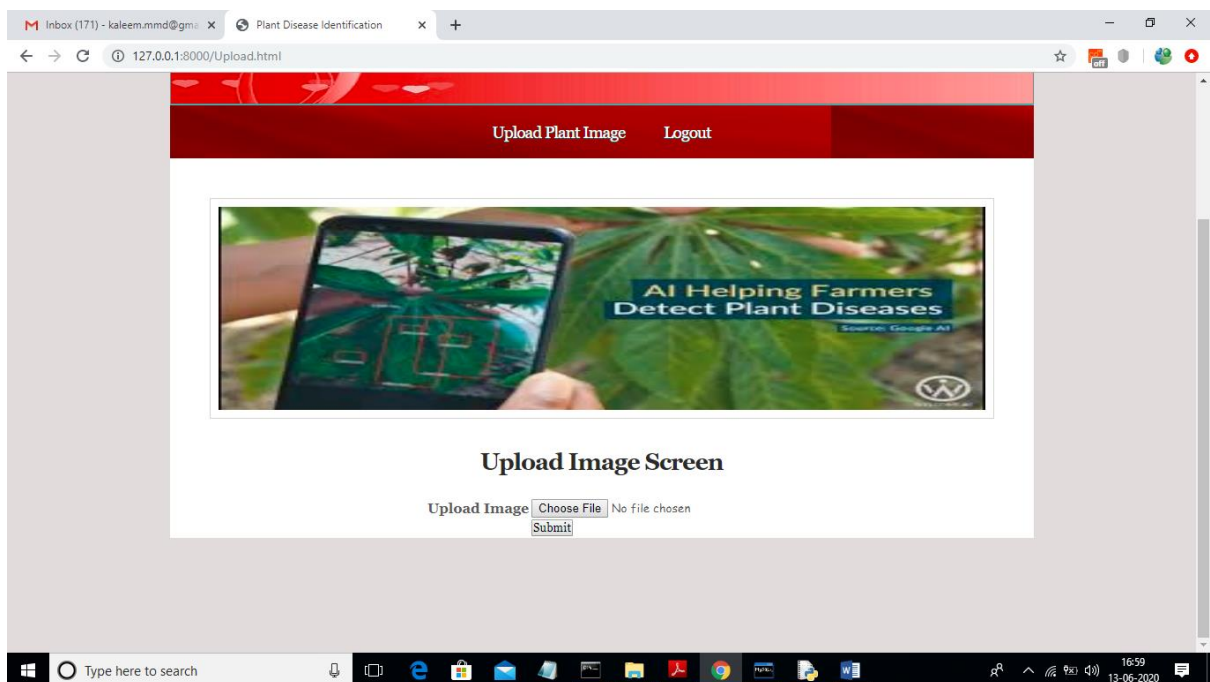 Inbox (171) - kaleem.mmd@gma
Plant Disease Identification
127.0.0.1:8000/Upload.html
off
Upload Plant Image Logout
AI Helping Farmers
Detect Plant Diseases
Source: Google AI
Upload Image Screen
Upload Image Choose File No file chosen
Submit
Type here to search
16:59
13-06-2020